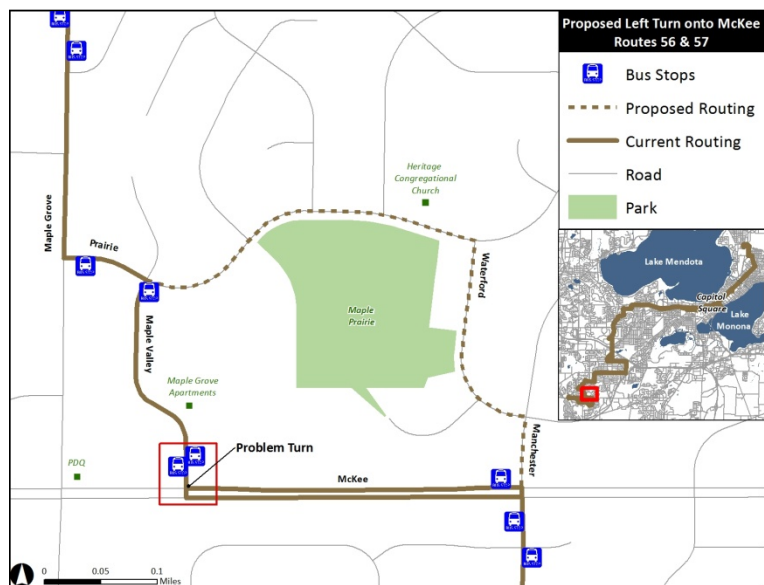 Proposed Left Turn onto McKee
Routes 56 & 57
Bus Stops
Proposed Routing
Current Routing
Road
Park
Lake Mendota
Capitol
Square
Lake
Monona
Heritage
Congregational
Church
Maple Grove
Prairie
Waterford
Maple
Prairie
Maple Valley
Maple Grove
Apartments
Manchester
Problem Turn
PDQ
McKee
0
0.05
0.1
Miles